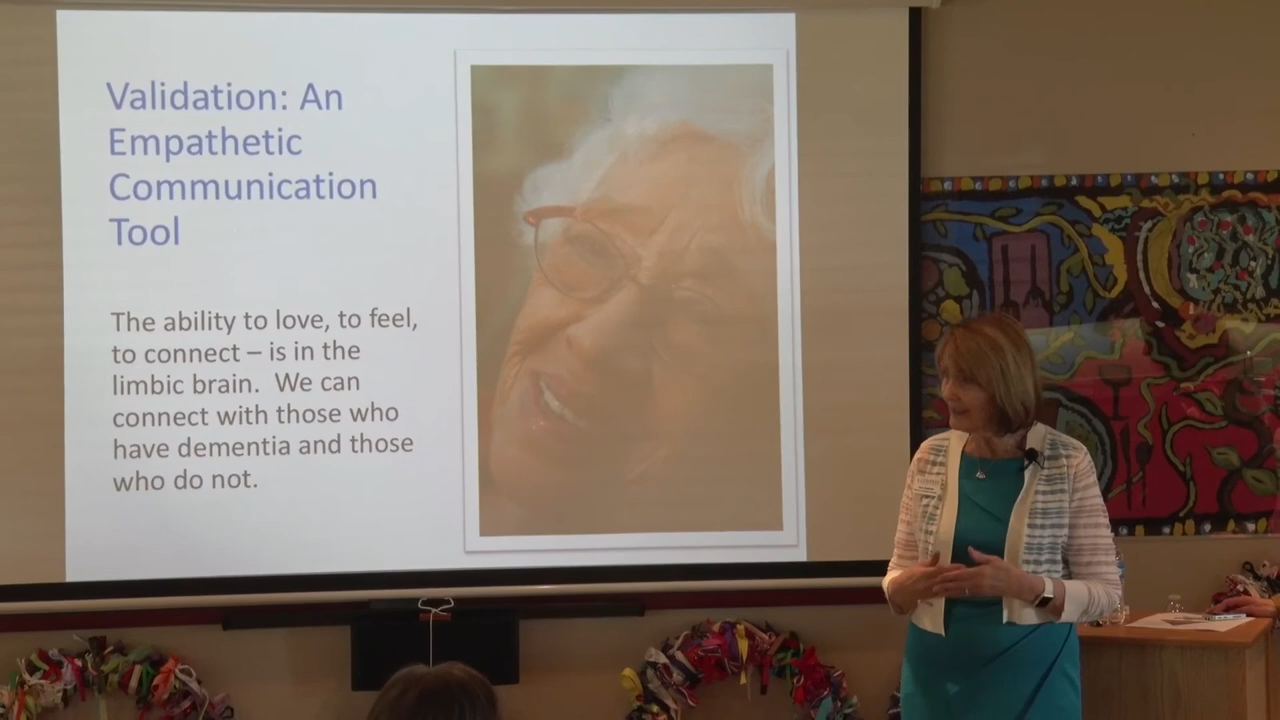 Validation: An
Empathetic
Communication
Tool
The ability to love, to feel,
to connect – is in the
limbic brain.  We can
connect with those who
have dementia and those
who do not.